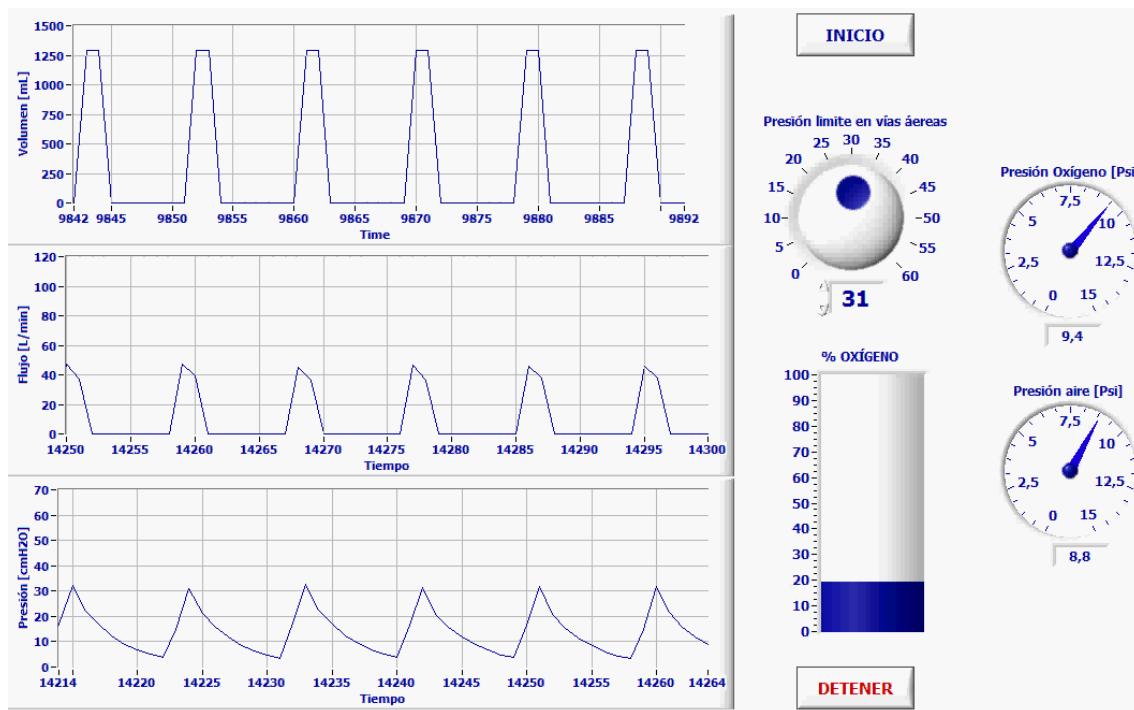 1500
1250
1000
750
500
250
0
Volumen [mL]
9842 9845 9850 9855 9860 9865 9870 9875 9880 9885 9892
Time
120
100
80
60
40
20
0
Flujo [L/min]
14250 14255 14260 14265 14270 14275 14280 14285 14290 14295 14300
Tiempo
70
60
50
40
30
20
10
0
Presión [cmH2O]
14214 14220 14225 14230 14235 14240 14245 14250 14258 14260 14264
Tiempo
INICIO
Presión limite en vías áereas
0 5 10 15 20 25 30 35 40 45 50 55 60
31
% OXÍGENO
100
90
80
70
60
50
40
30
20
10
0
DETENER
Presión Oxígeno [Psi
0 2,5 5 7,5 10 12,5 15
9,4
Presión aire [Psi]
0 2,5 5 7,5 10 12,5 15
8,8